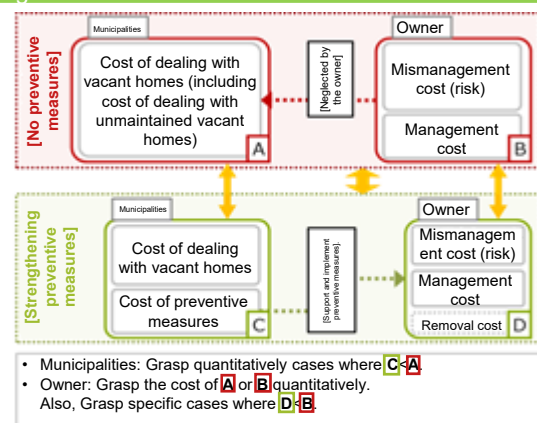 [No preventive
measures]
Municipalities
Cost of dealing with
vacant homes (including
cost of dealing with
unmaintained vacant
homes)
A
[Neglected by
the owner]
Owner
Mismanagement
cost (risk)
Management
cost
B
[Strengthening
preventive
measures]
Municipalities
Cost of dealing
with vacant homes
Cost of preventive
measures
C
[Support and implement
preventive measures].
Owner
Mismanagem
ent cost (risk)
Management
cost
Removal cost
D
• Municipalities: Grasp quantitatively cases where C<A.
• Owner: Grasp the cost of A or B quantitatively.
Also, Grasp specific cases where D<B.